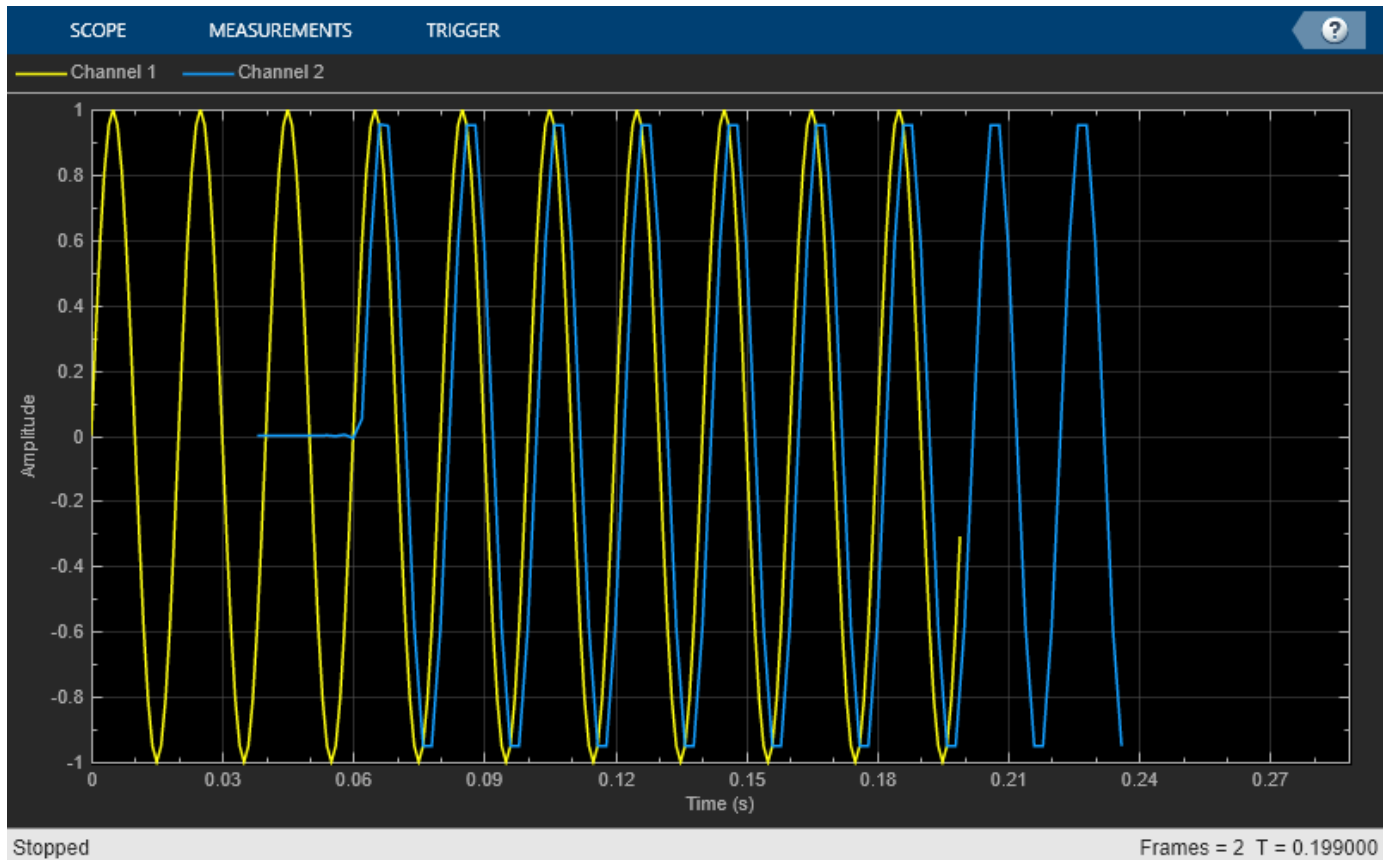 SCOPE MEASUREMENTS TRIGGER ?
Channel 1 Channel 2
1
0.8
0.6
0.4
0.2
0
-0.2
-0.4
-0.6
-0.8
-1
Amplitude
0 0.03 0.06 0.09 0.12 0.15 0.18 0.21 0.24 0.27
Time (s)
Stopped Frames = 2 T = 0.199000